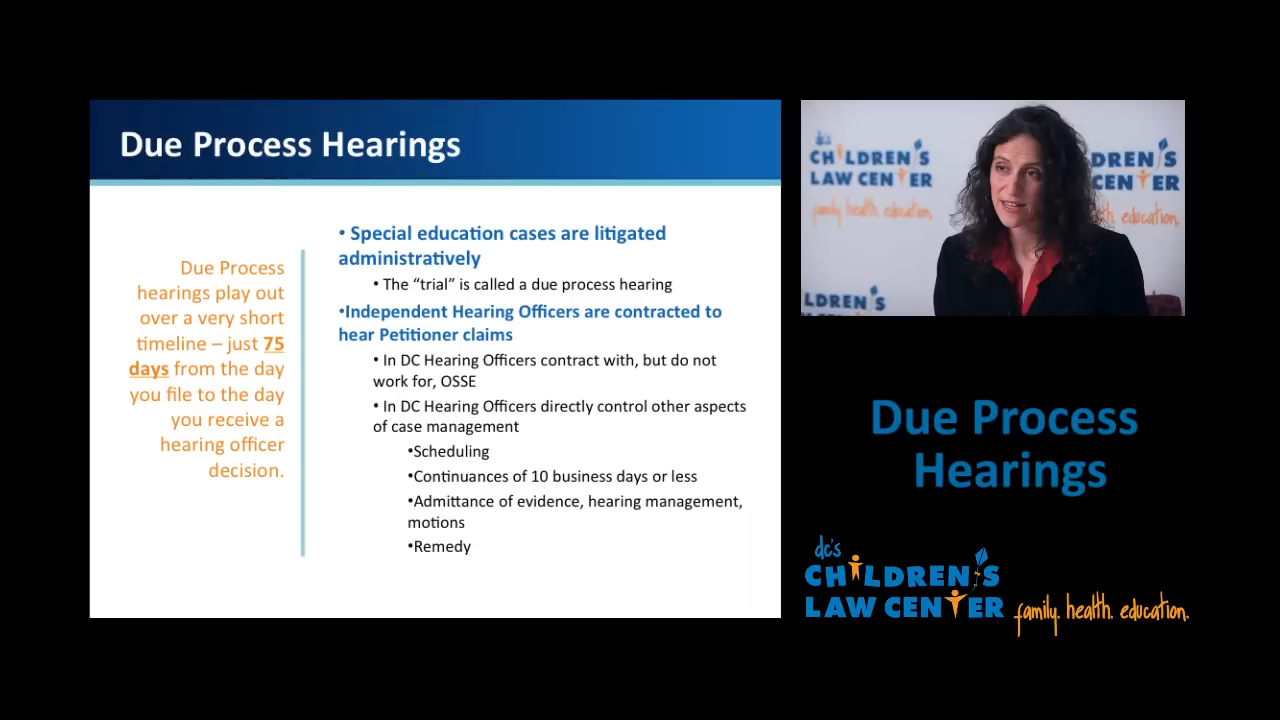 Due Process Hearings
Due Process
hearings play out
over a very short
timeline – just 75
days from the day
you file to the day
you receive a
hearing officer
decision.
• Special education cases are litigated
administratively
• The “trial” is called a due process hearing
•Independent Hearing Officers are contracted to
hear Petitioner claims
• In DC Hearing Officers contract with, but do not
work for, OSSE
• In DC Hearing Officers directly control other aspects
of case management
•Scheduling
•Continuances of 10 business days or less
•Admittance of evidence, hearing management,
motions
•Remedy
dc's
CHILDREN'S
LAW CENTER
family. health. education.
DREN'S
CENTER
th. education.
LDREN'S
Due Process
Hearings
dc's
CHILDREN'S
LAW CENTER
family. health. education.